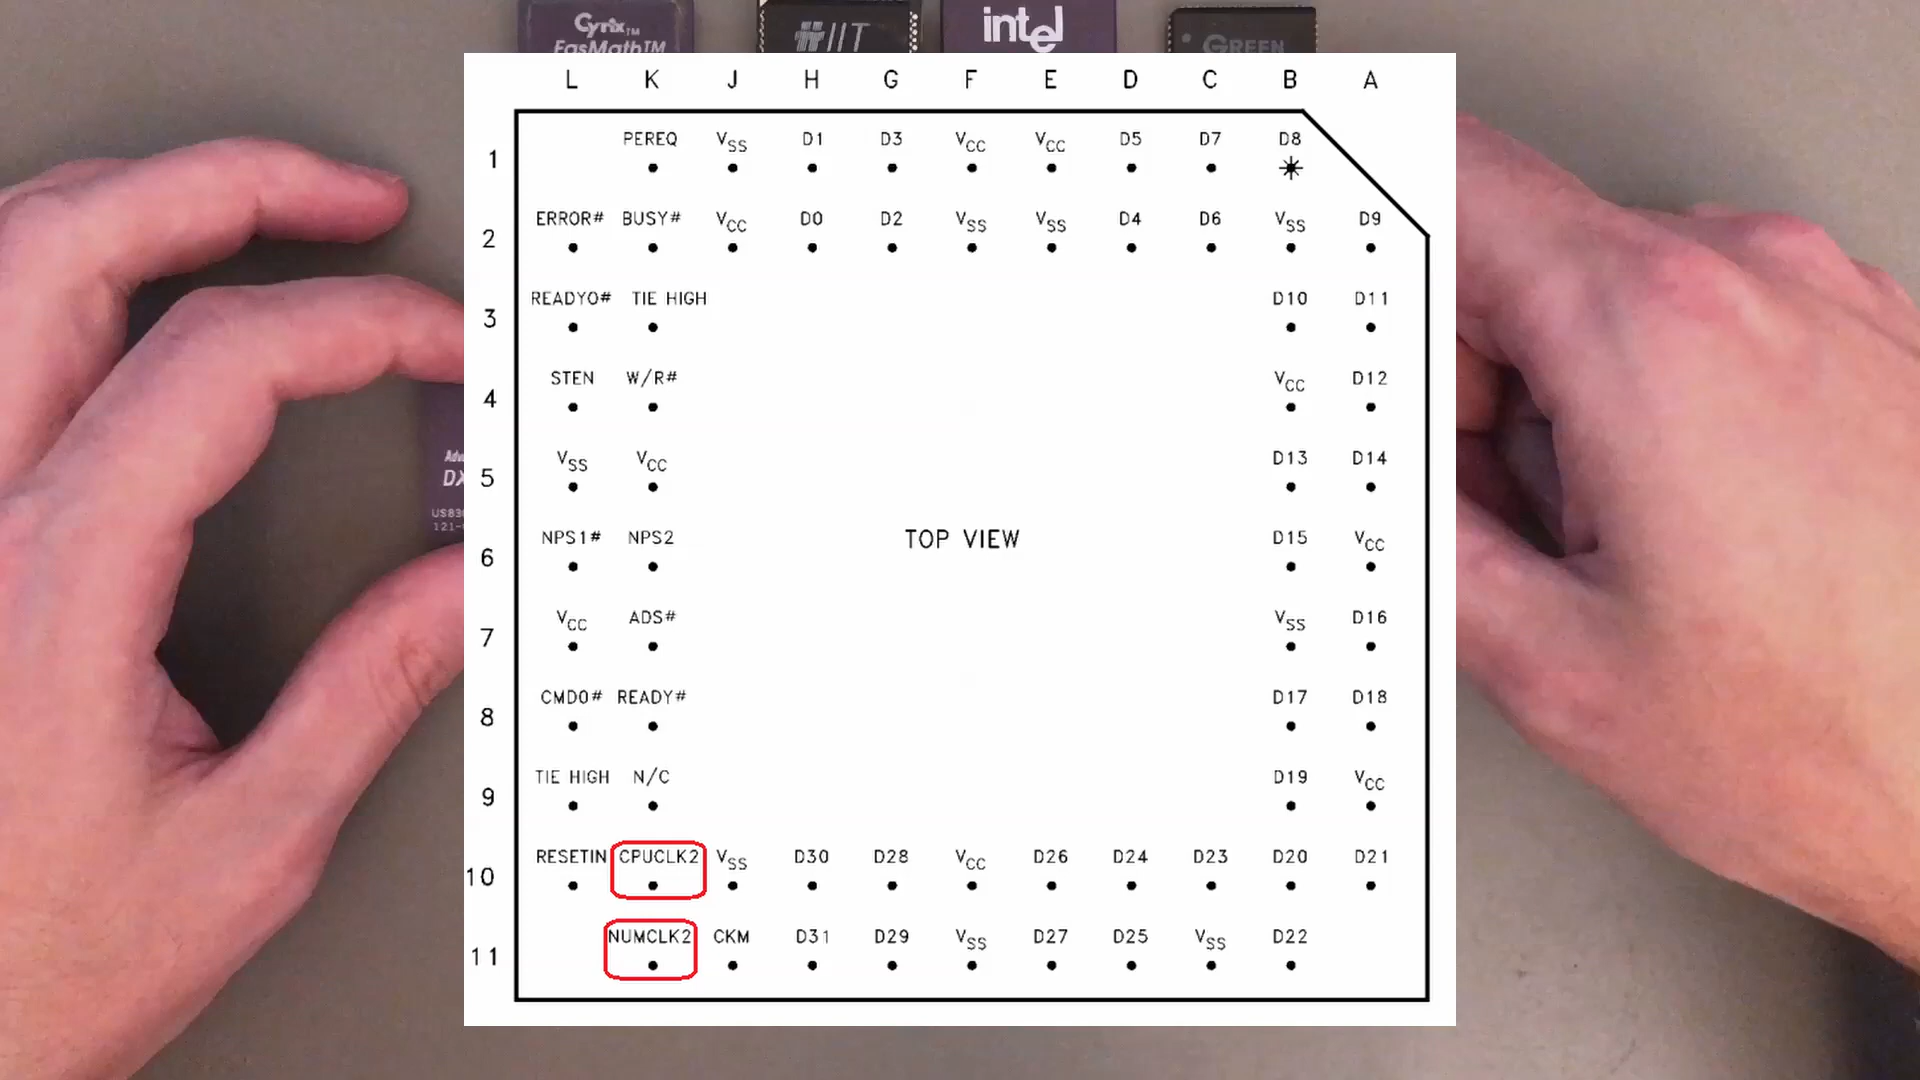 Cyrix™
FasMath™
IIT
intel
GREEN
L K J H G F E D C B A
PEREQ VSS D1 D3 VCC VCC D5 D7 D8
1
ERROR# BUSY# VCC D0 D2 VSS VSS D4 D6 VSS D9
2
READYO# TIE HIGH D10 D11
3
STEN W/R# VCC D12
4
VSS VCC D13 D14
5
NPS1# NPS2 TOP VIEW D15 VCC
6
VCC ADS# VSS D16
7
CMD0# READY# D17 D18
8
TIE HIGH N/C D19 VCC
9
RESETIN CPUCLK2 VSS D30 D28 VCC D26 D24 D23 D20 D21
10
NUMCLK2 CKM D31 D29 VSS D27 D25 VSS D22
11
DX
US83
121-